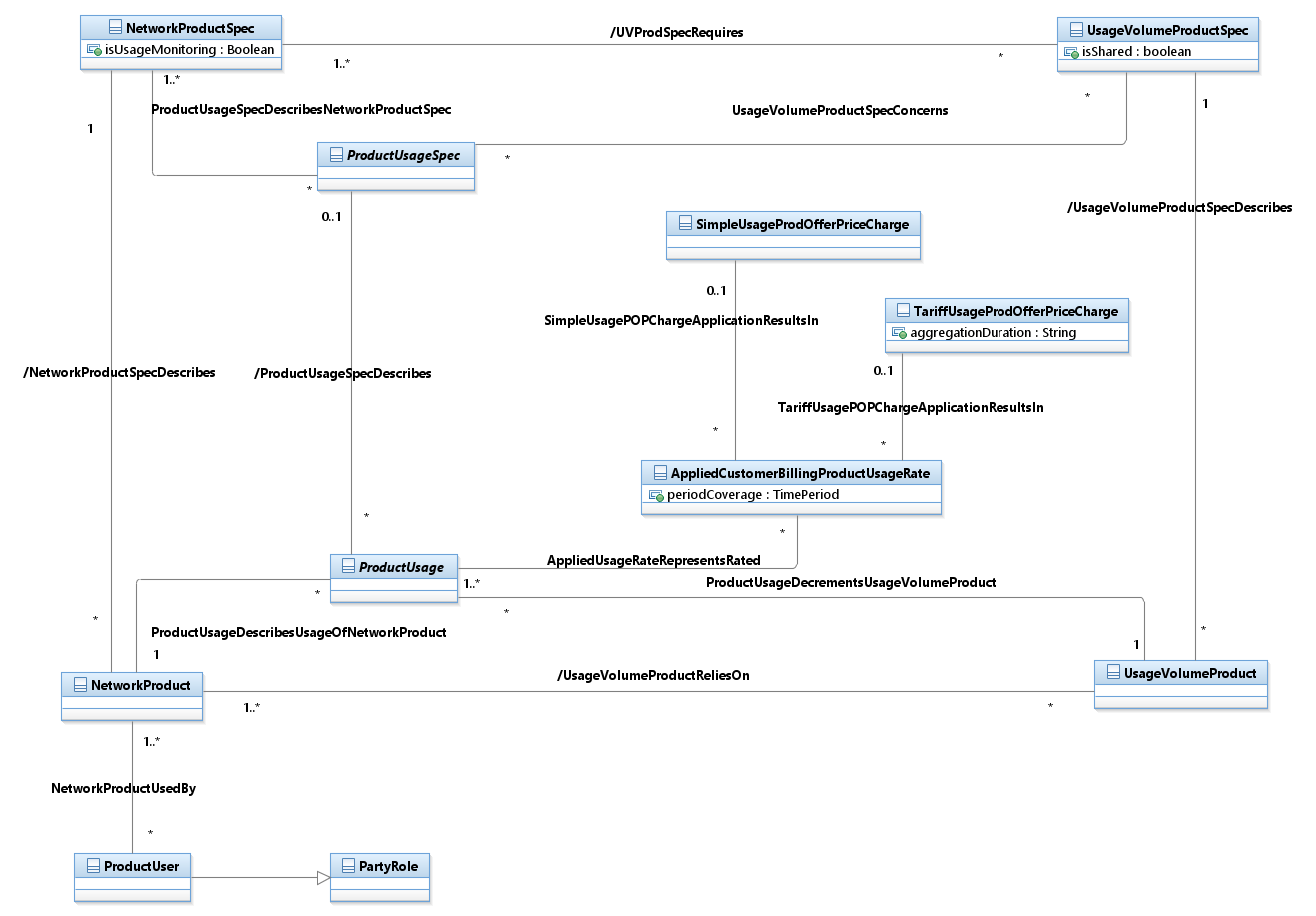 NetworkProductSpec
isUsageMonitoring : Boolean
/UVProdSpecRequires
UsageVolumeProductSpec
isShared : boolean
1..*
*
1..*
*
1
1
ProductUsageSpecDescribesNetworkProductSpec
UsageVolumeProductSpecConcerns
ProductUsageSpec
*
*
0..1
/UsageVolumeProductSpecDescribes
SimpleUsageProdOfferPriceCharge
0..1
SimpleUsagePOPChargeApplicationResultsIn
TariffUsageProdOfferPriceCharge
aggregationDuration : String
0..1
/NetworkProductSpecDescribes
/ProductUsageSpecDescribes
TariffUsagePOPChargeApplicationResultsIn
*
*
AppliedCustomerBillingProductUsageRate
periodCoverage : TimePeriod
*
*
AppliedUsageRateRepresentsRated
ProductUsage
1..*
ProductUsageDecrementsUsageVolumeProduct
*
*
*
*
ProductUsageDescribesUsageOfNetworkProduct
1
1
NetworkProduct
/UsageVolumeProductReliesOn
UsageVolumeProduct
1..*
*
1..*
NetworkProductUsedBy
*
ProductUser
PartyRole